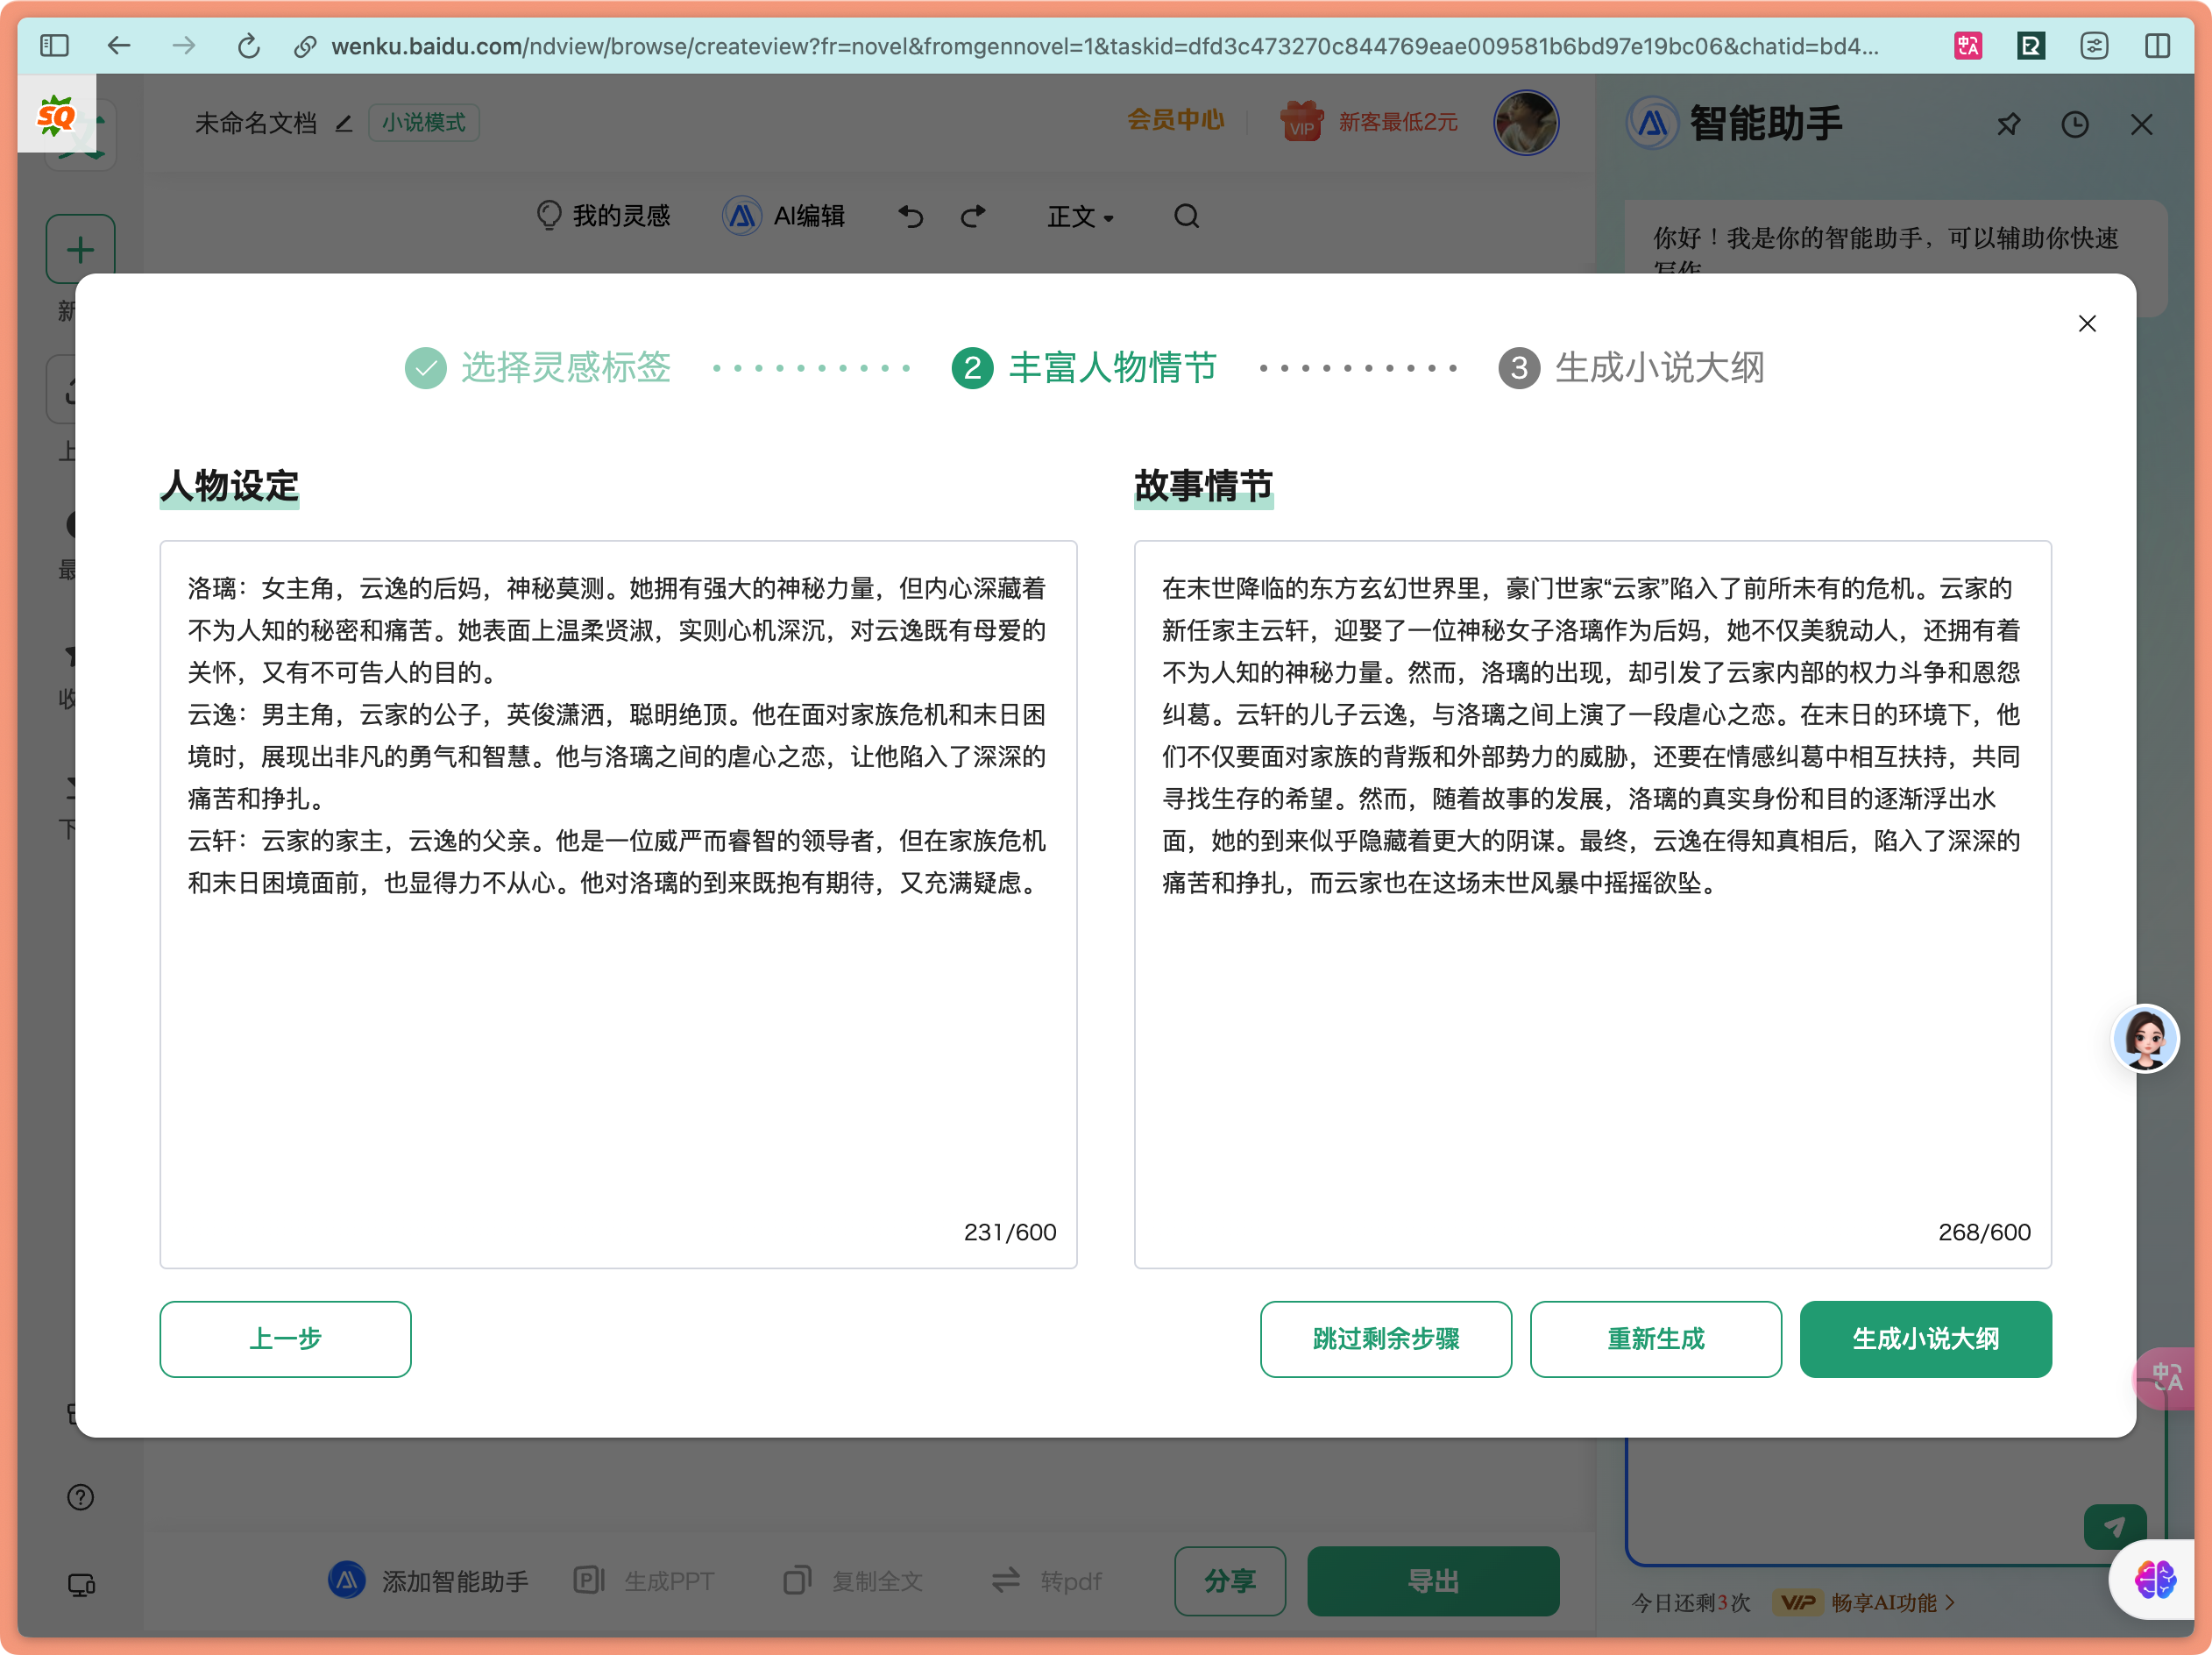 wenku.baidu.com/ndview/browse/createview?fr=novel&fromgennovel=1&taskid=dfd3c473270c844769eae009581b6bd97e19bc06&chatid=bd4...
SQ
未命名文档 小说模式 会员中心 VIP 新客最低2元
智能助手
我的灵感 AI编辑 正文
你好！我是你的智能助手，可以辅助你快速
写作
选择灵感标签 2 丰富人物情节 3 生成小说大纲
人物设定
洛璃：女主角，云逸的后妈，神秘莫测。她拥有强大的神秘力量，但内心深藏着
不为人知的秘密和痛苦。她表面上温柔贤淑，实则心机深沉，对云逸既有母爱的
关怀，又有不可告人的目的。
云逸：男主角，云家的公子，英俊潇洒，聪明绝顶。他在面对家族危机和末日困
境时，展现出非凡的勇气和智慧。他与洛璃之间的虐心之恋，让他陷入了深深的
痛苦和挣扎。
云轩：云家的家主，云逸的父亲。他是一位威严而睿智的领导者，但在家族危机
和末日困境面前，也显得力不从心。他对洛璃的到来既抱有期待，又充满疑虑。
231/600
故事情节
在末世降临的东方玄幻世界里，豪门世家“云家”陷入了前所未有的危机。云家的
新任家主云轩，迎娶了一位神秘女子洛璃作为后妈，她不仅美貌动人，还拥有着
不为人知的神秘力量。然而，洛璃的出现，却引发了云家内部的权力斗争和恩怨
纠葛。云轩的儿子云逸，与洛璃之间上演了一段虐心之恋。在末日的环境下，他
们不仅要面对家族的背叛和外部势力的威胁，还要在情感纠葛中相互扶持，共同
寻找生存的希望。然而，随着故事的发展，洛璃的真实身份和目的逐渐浮出水
面，她的到来似乎隐藏着更大的阴谋。最终，云逸在得知真相后，陷入了深深的
痛苦和挣扎，而云家也在这场末世风暴中摇摇欲坠。
268/600
上一步 跳过剩余步骤 重新生成 生成小说大纲
添加智能助手 生成PPT 复制全文 转pdf 分享 导出
今日还剩3次 VIP 畅享AI功能